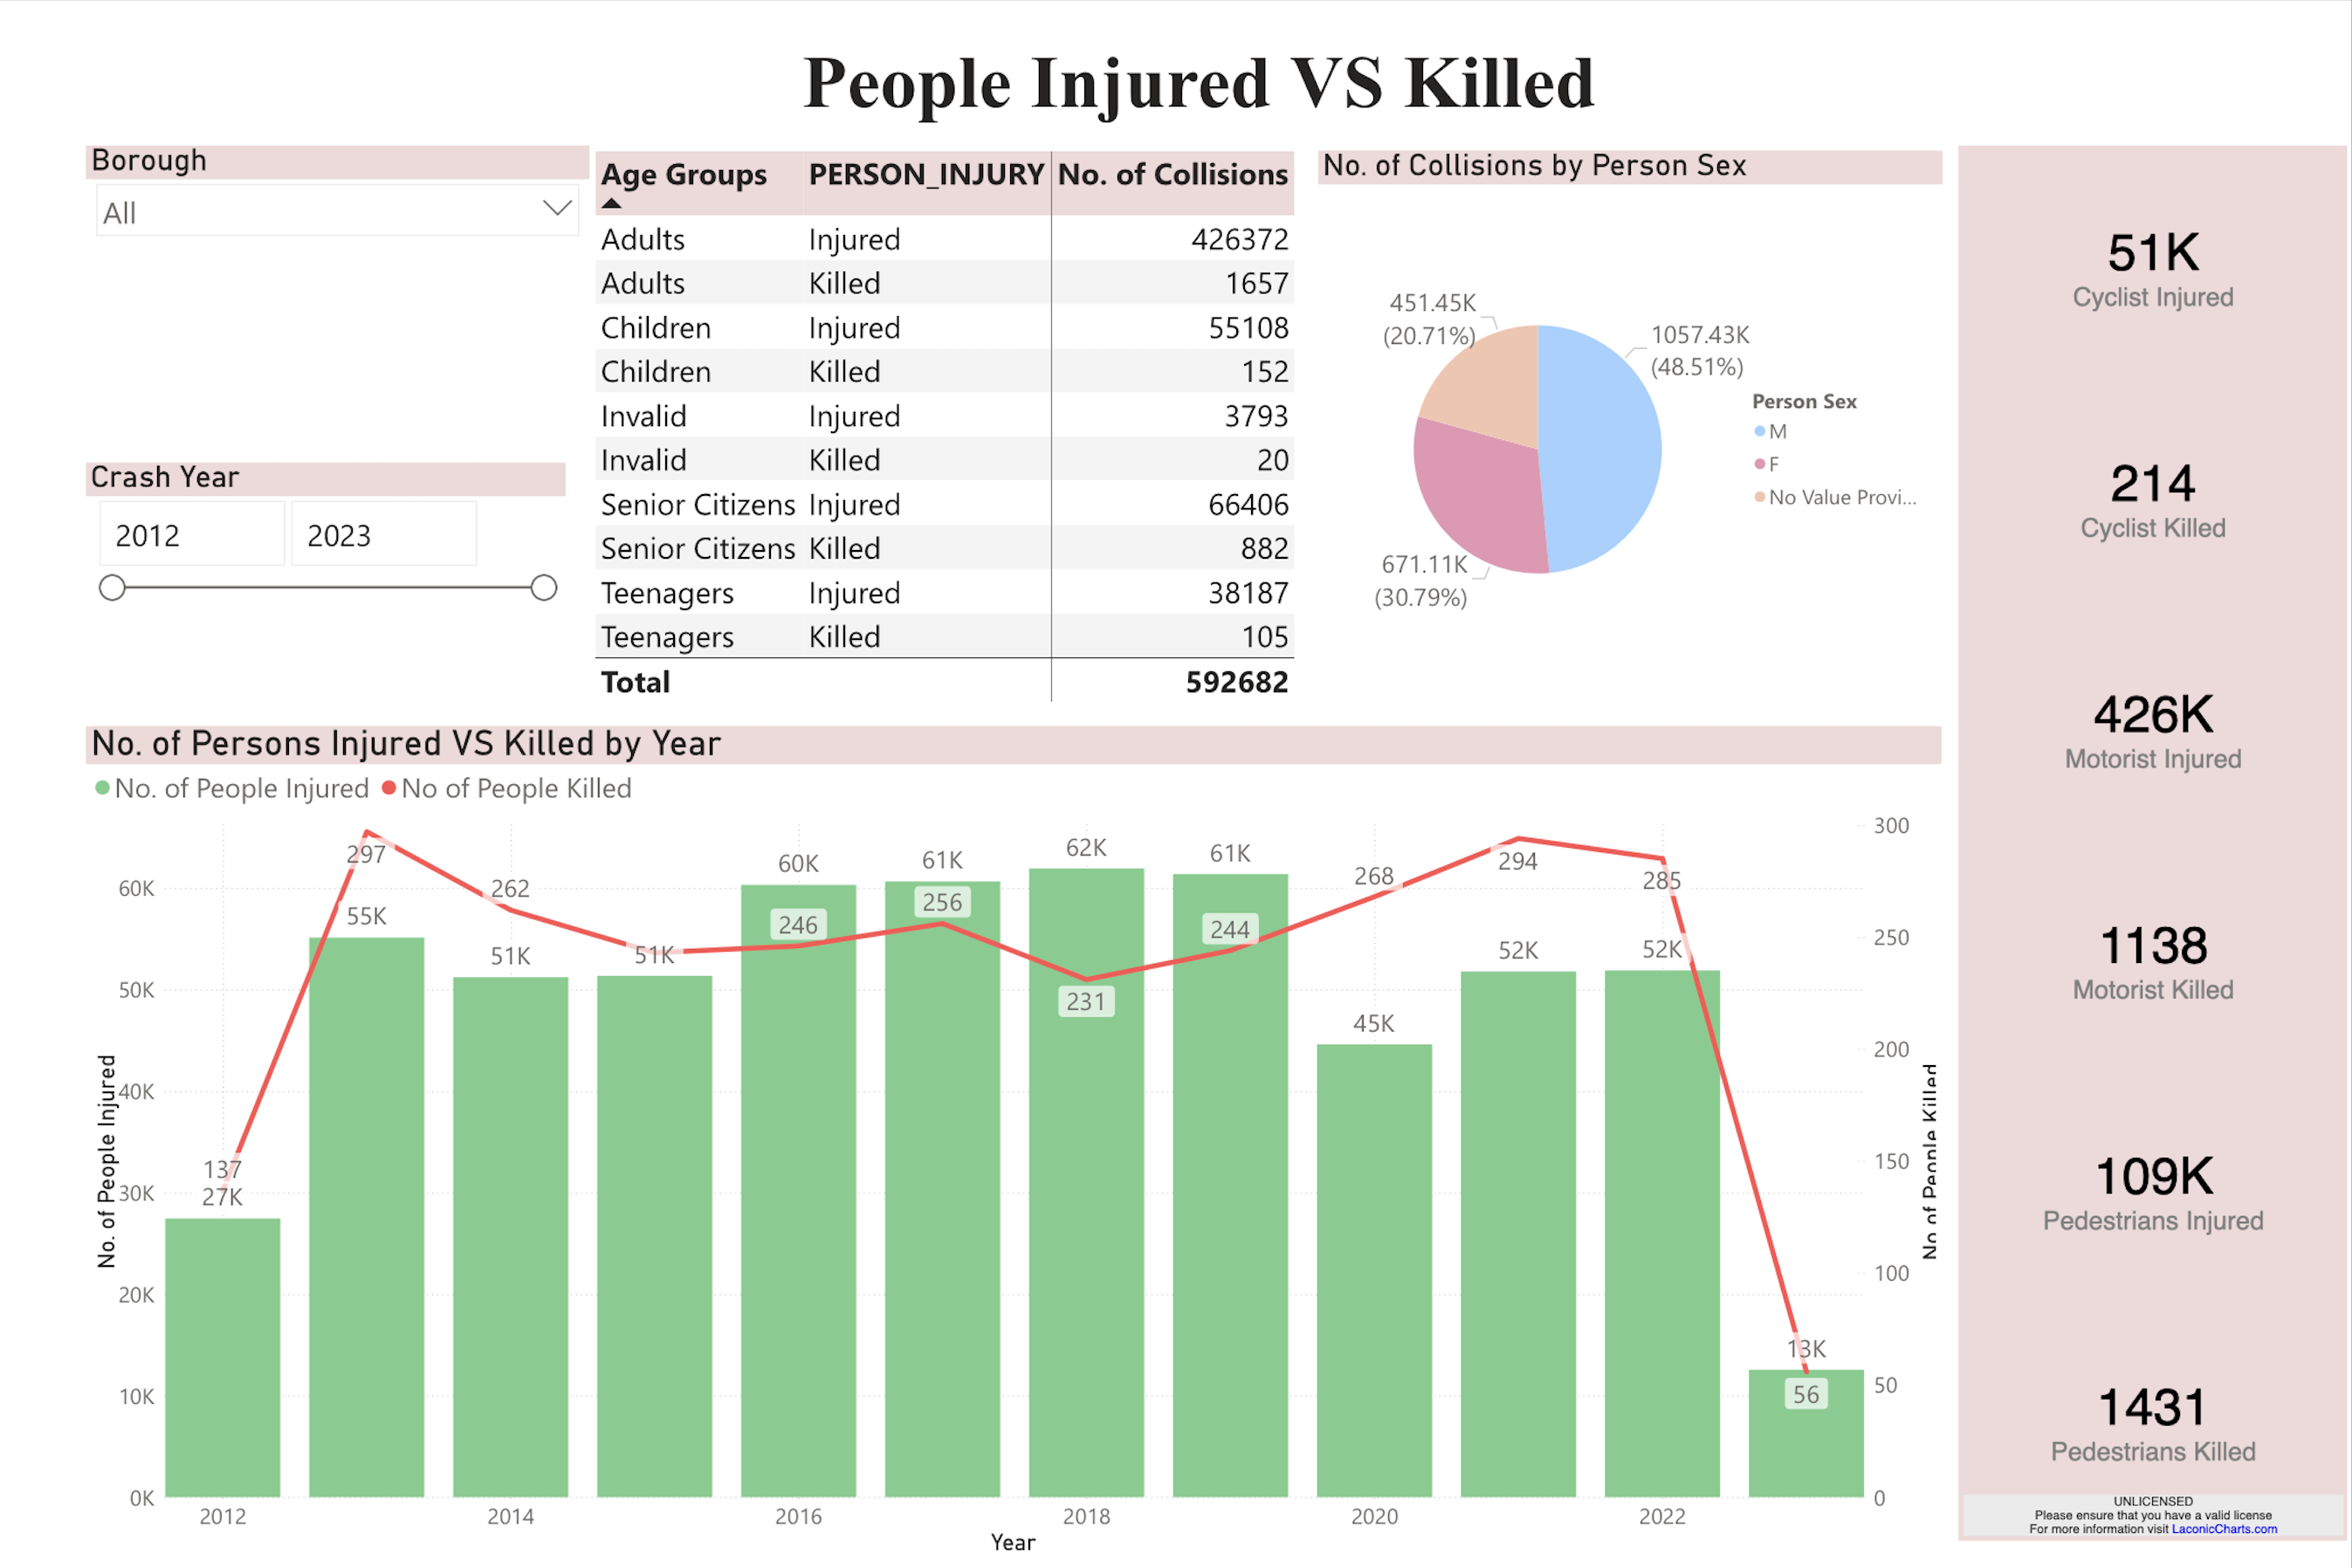 People Injured VS Killed
Borough
All
Crash Year
2012 2023
Age Groups PERSON_INJURY No. of Collisions
Adults Injured 426372
Adults Killed 1657
Children Injured 55108
Children Killed 152
Invalid Injured 3793
Invalid Killed 20
Senior Citizens Injured 66406
Senior Citizens Killed 882
Teenagers Injured 38187
Teenagers Killed 105
Total 592682
No. of Collisions by Person Sex
451.45K
(20.71%)
1057.43K
(48.51%)
671.11K
(30.79%)
Person Sex
M
F
No Value Provi...
No. of Persons Injured VS Killed by Year
No. of People Injured No of People Killed
No. of People Injured
60K
50K
40K
30K
20K
10K
0K
137
27K
297
55K
262
51K
51K
60K
246
61K
256
62K
231
61K
244
268
45K
294
52K
285
52K
13K
56
300
250
200
150
100
50
0
No of People Killed
2012 2014 2016 2018 2020 2022
Year
51K
Cyclist Injured
214
Cyclist Killed
426K
Motorist Injured
1138
Motorist Killed
109K
Pedestrians Injured
1431
Pedestrians Killed
UNLICENSED
Please ensure that you have a valid license
For more information visit LaconicCharts.com